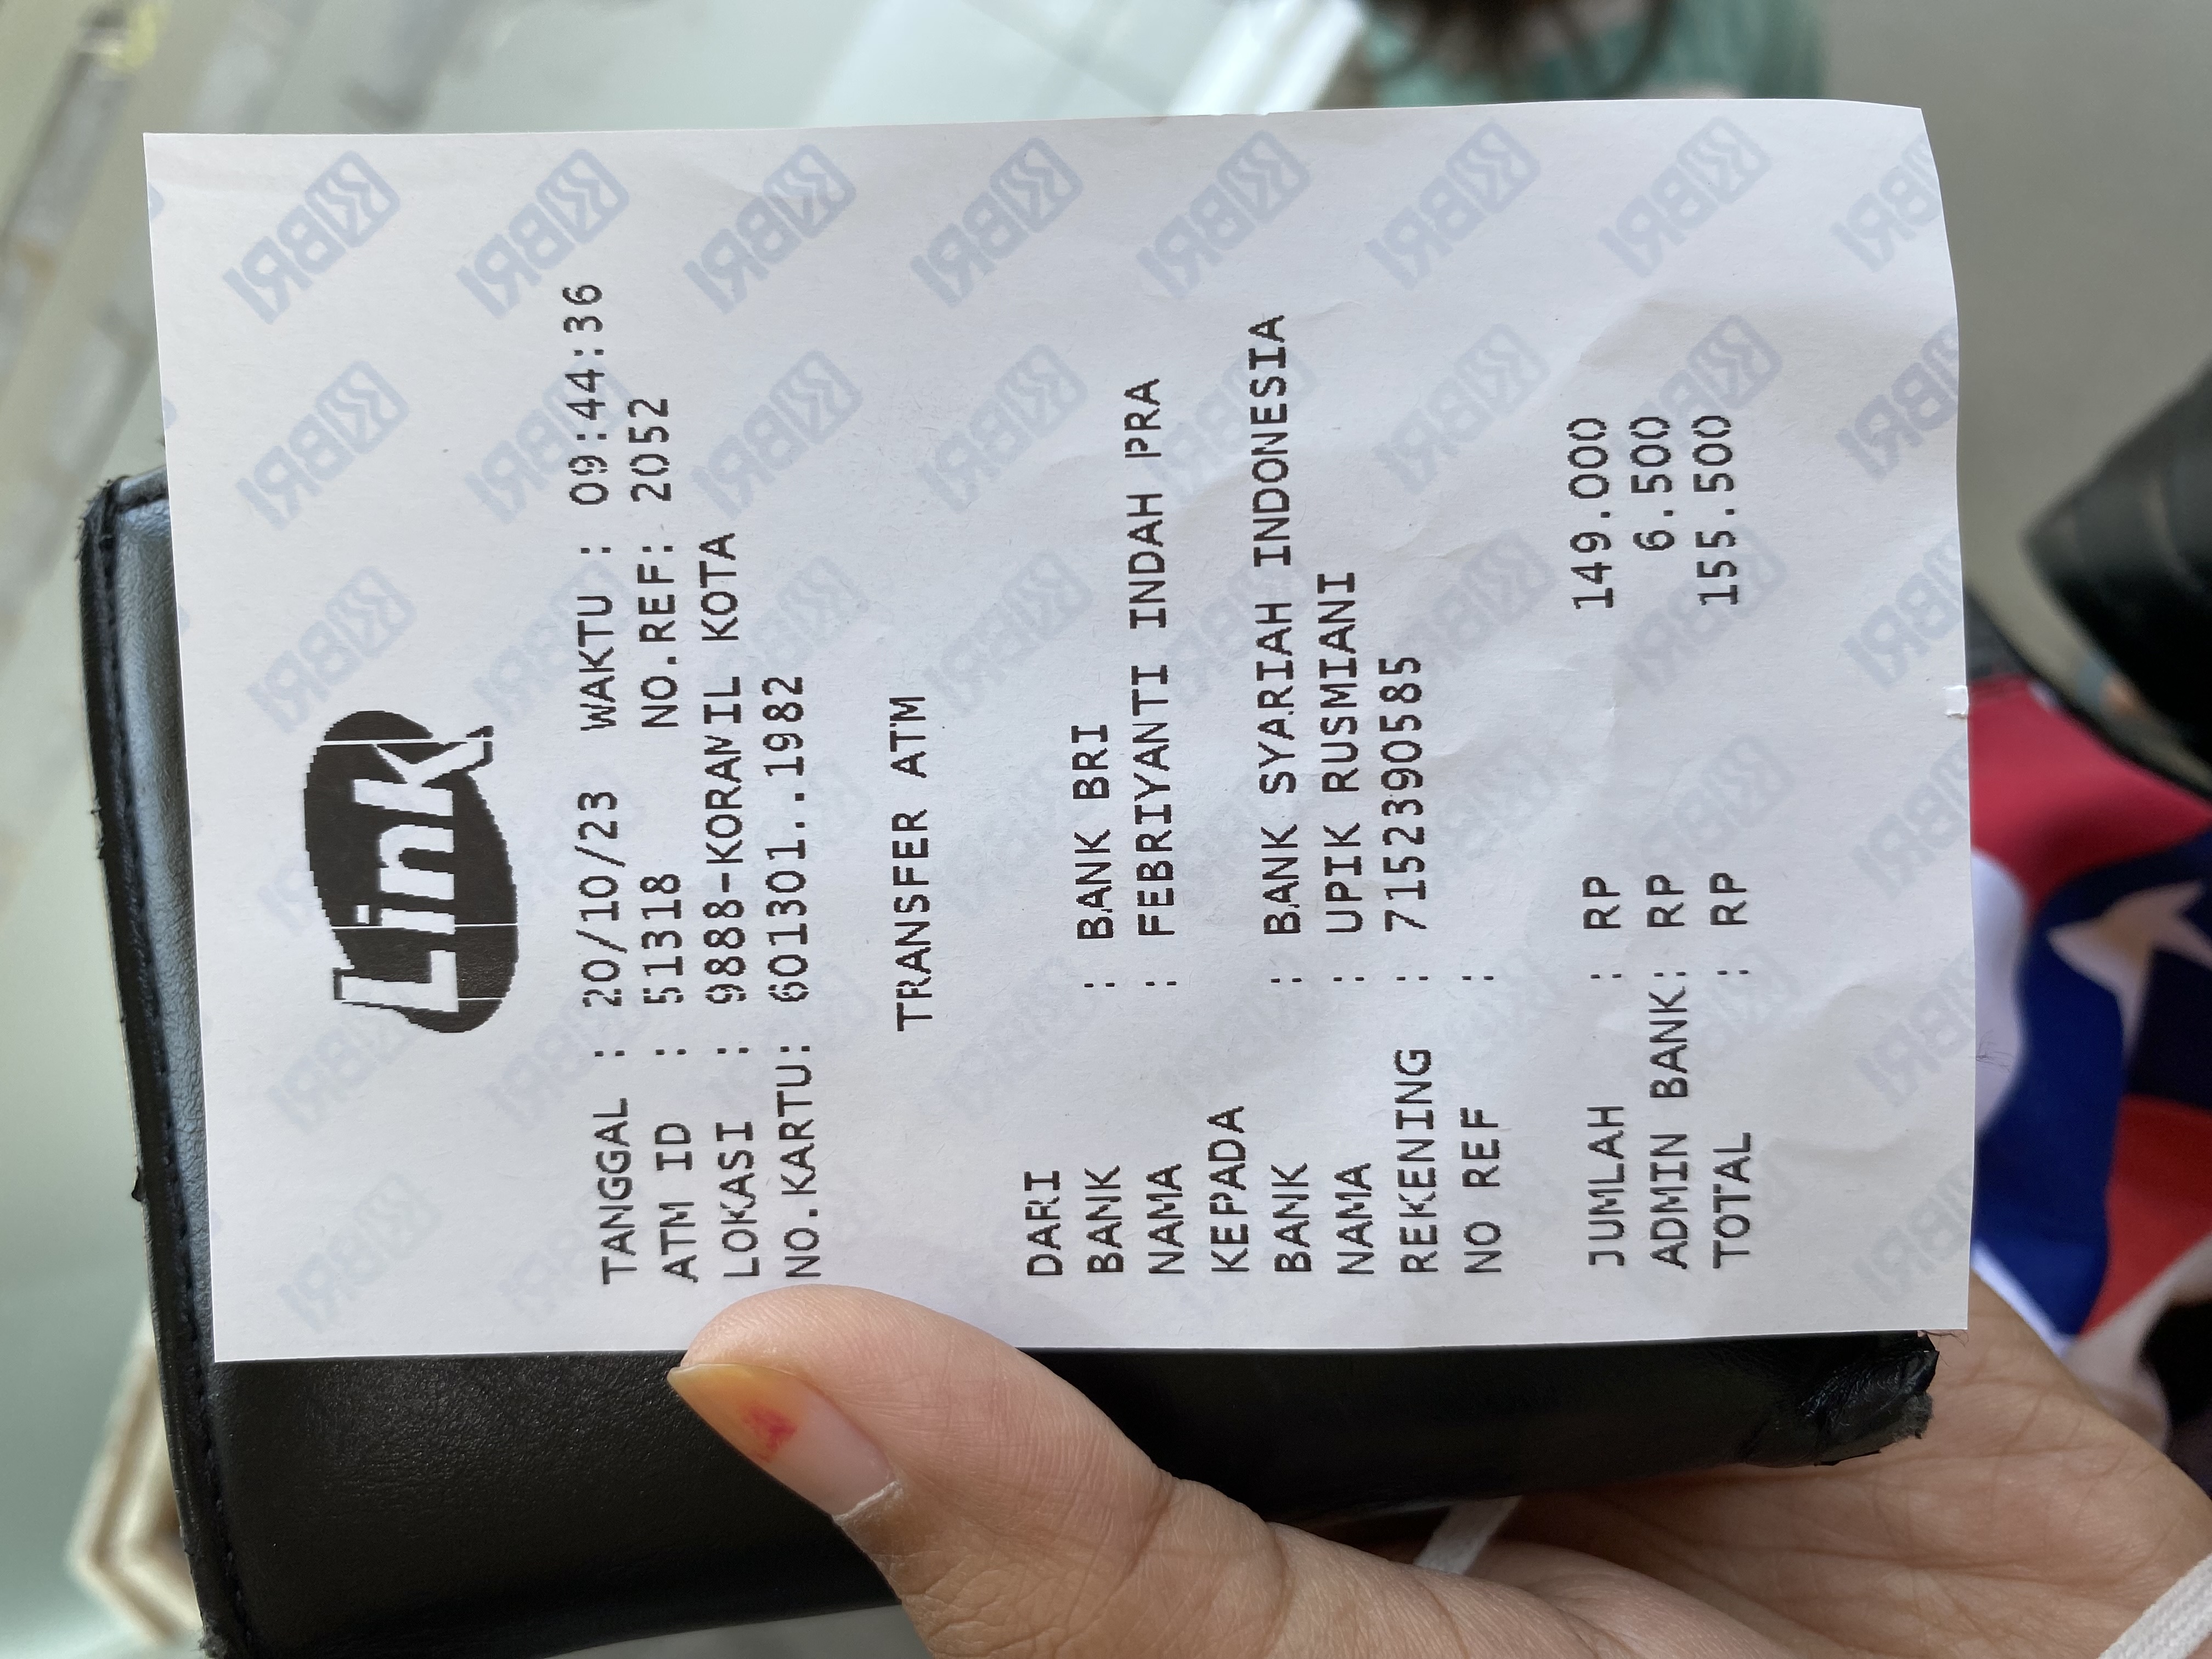 Link
TANGGAL : 20/10/23 WAKTU : 09:44:36
ATM ID : 51318 NO.REF: 2052
LOKASI : 9888-KORAMIL KOTA
NO.KARTU: 601301..1982
TRANSFER ATM
DARI
BANK : BANK BRI
NAMA : FEBRIYANTI INDAH PRA
KEPADA
BANK : BANK SYARIAH INDONESIA
NAMA : UPIK RUSMIANI
REKENING : 7152390585
NO REF :
JUMLAH : RP 149.000
ADMIN BANK: RP 6.500
TOTAL : RP 155.500